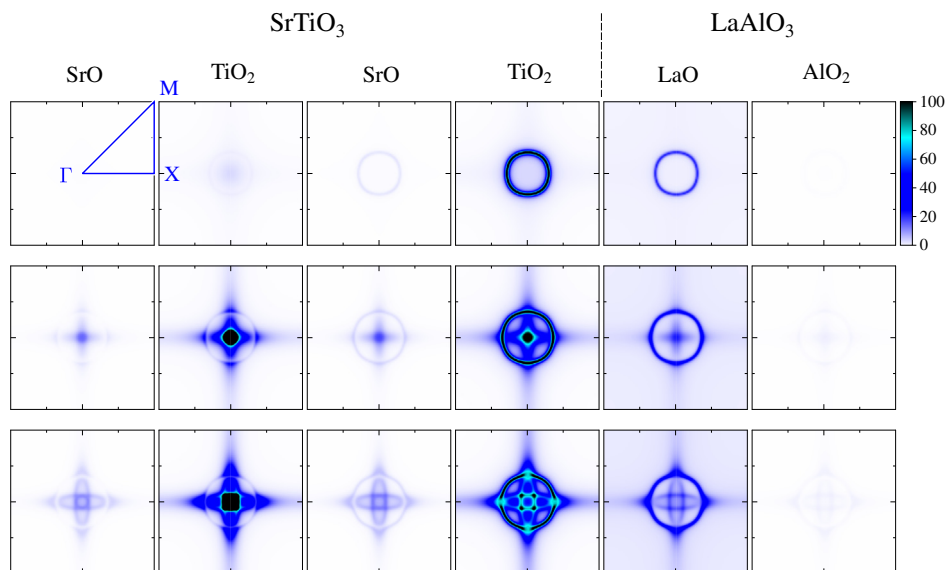 SrTiO₃ LaAlO₃
SrO TiO₂ SrO TiO₂ LaO AlO₂
M
Γ X
100
80
60
40
20
0